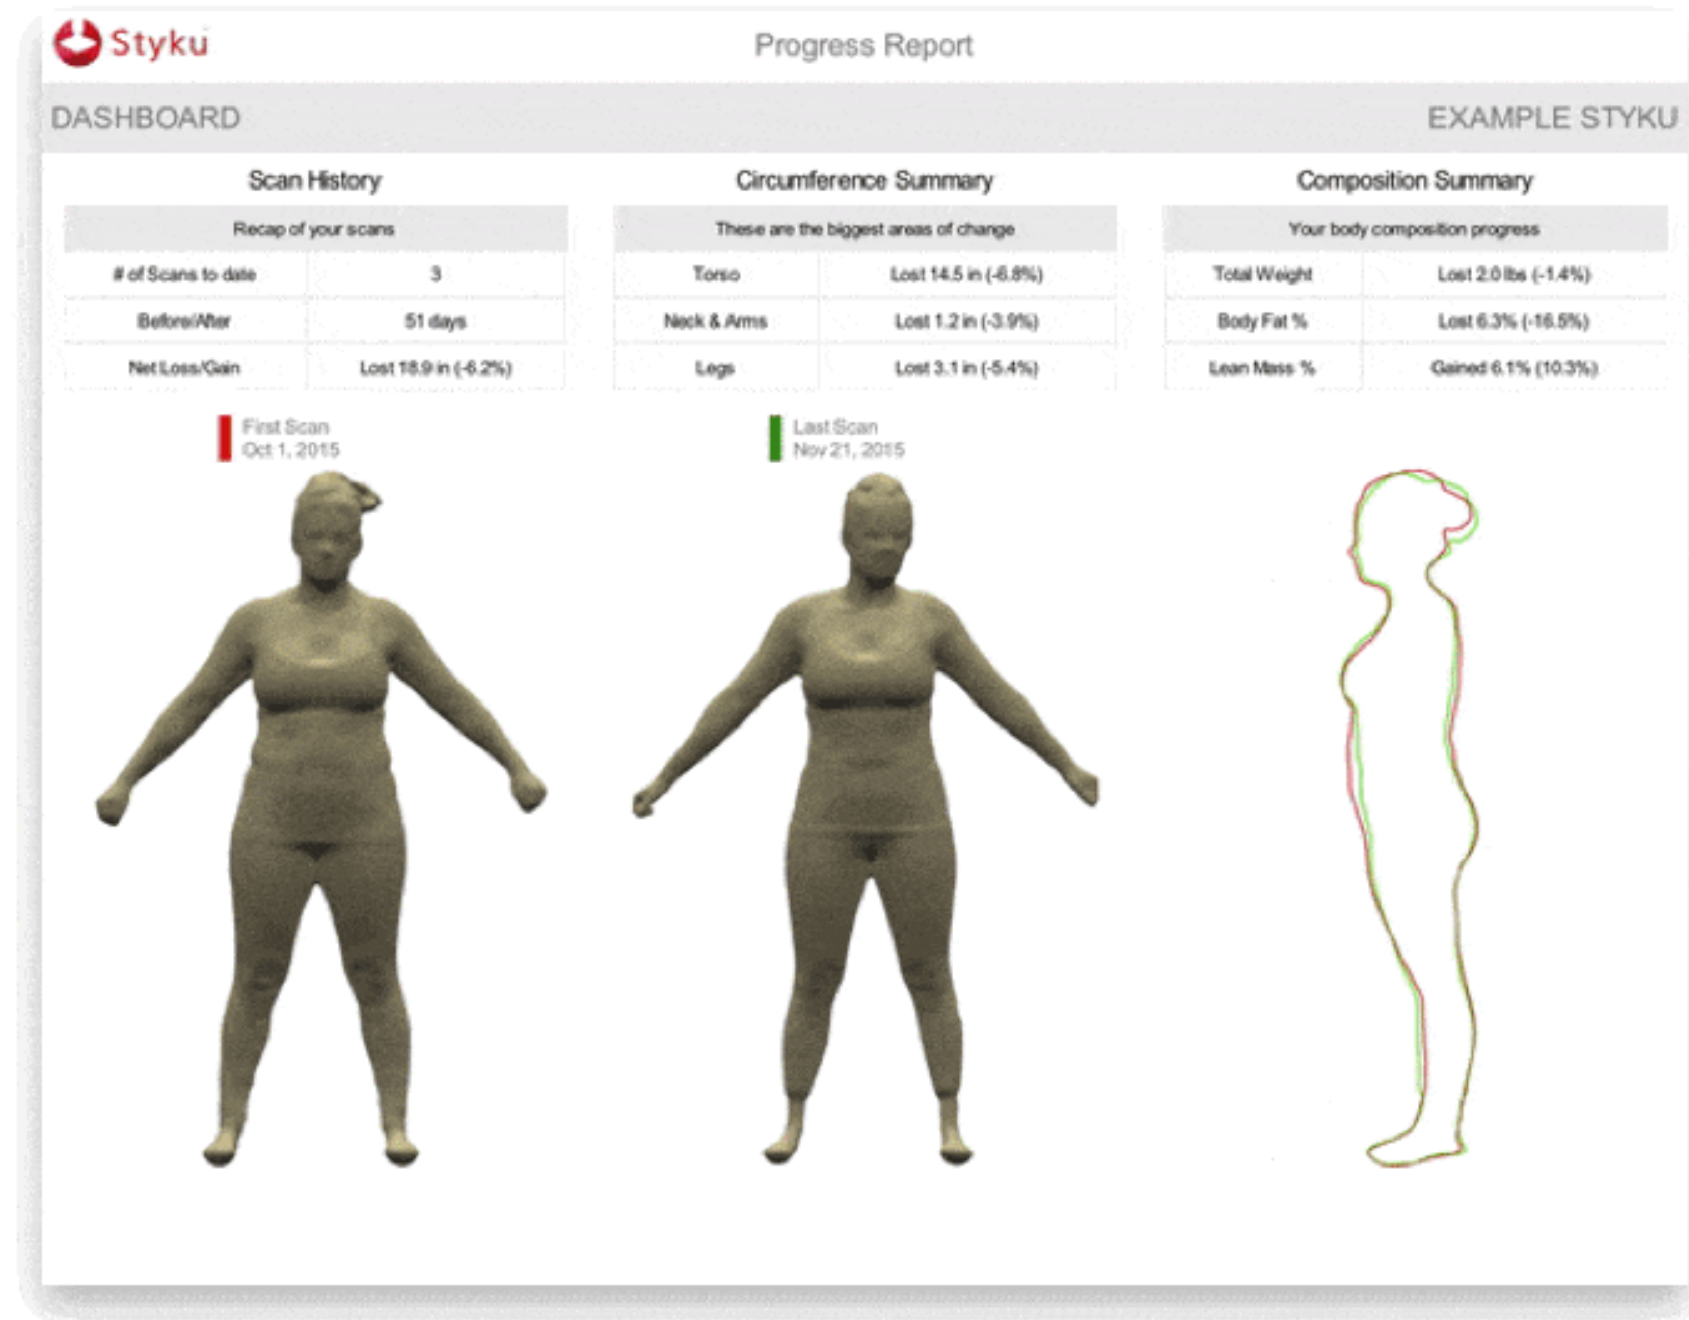 Styku
Progress Report
DASHBOARD
EXAMPLE STYKU
Scan History
Recap of your scans
# of Scans to date 3
Before/After 51 days
Net Loss/Gain Lost 18.9 in (-6.2%)
Circumference Summary
These are the biggest areas of change
Torso Lost 14.5 in (-6.8%)
Neck & Arms Lost 1.2 in (-3.9%)
Legs Lost 3.1 in (-5.4%)
Composition Summary
Your body composition progress
Total Weight Lost 2.0 lbs (-1.4%)
Body Fat % Lost 6.3% (-16.5%)
Lean Mass % Gained 6.1% (10.3%)
First Scan
Oct 1, 2015
Last Scan
Nov 21, 2015